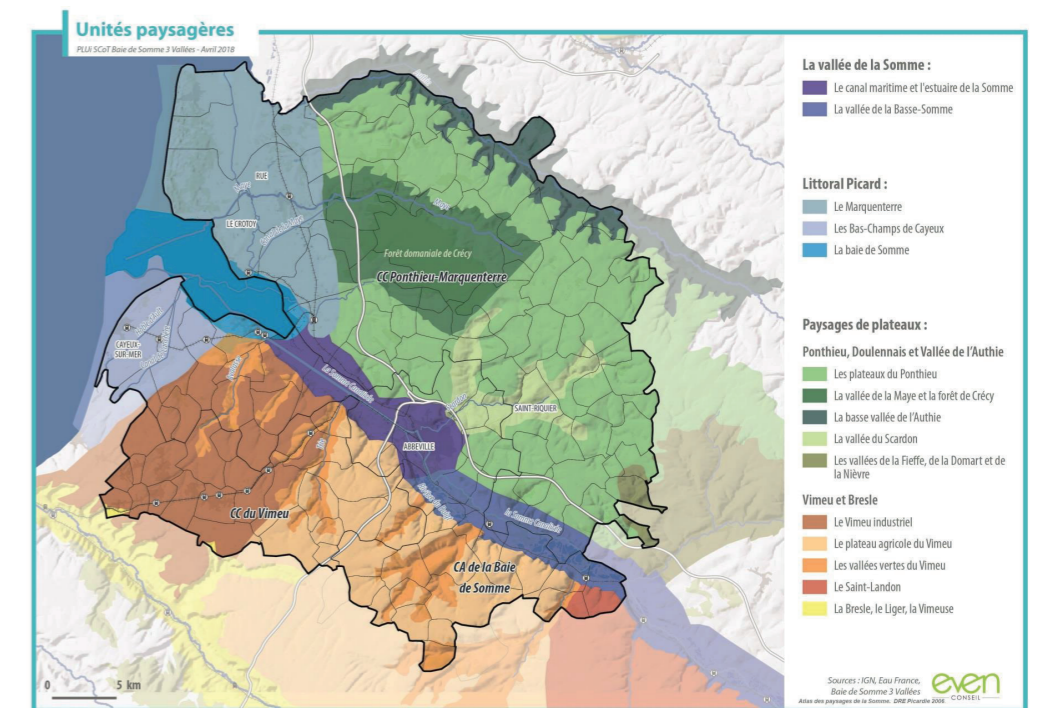 Unités paysagères
PLUi SCoT Baie de Somme 3 Vallées - Avril 2018
RUE
LE CROTOY
Forêt domaniale de Crécy
CC Ponthieu-Marquenterre
Maye
CAYEUX-
SUR-MER
La Somme Canalisée
SAINT-RIQUIER
ABBEVILLE
CC du Vimeu
la Somme Canalisée
CA de la Baie
de Somme
0 5 km
La vallée de la Somme :
Le canal maritime et l'estuaire de la Somme
La vallée de la Basse-Somme
Littoral Picard :
Le Marquenterre
Les Bas-Champs de Cayeux
La baie de Somme
Paysages de plateaux :
Ponthieu, Doulennais et Vallée de l'Authie
Les plateaux du Ponthieu
La vallée de la Maye et la forêt de Crécy
La basse vallée de l'Authie
La vallée du Scardon
Les vallées de la Fieffe, de la Domart et de
la Nièvre
Vimeu et Bresle
Le Vimeu industriel
Le plateau agricole du Vimeu
Les vallées vertes du Vimeu
Le Saint-Landon
La Bresle, le Liger, la Vimeuse
Sources : IGN, Eau France,
Baie de Somme 3 Vallées
Atlas des paysages de la Somme. DRE Picardie 2006
even
CONSEIL